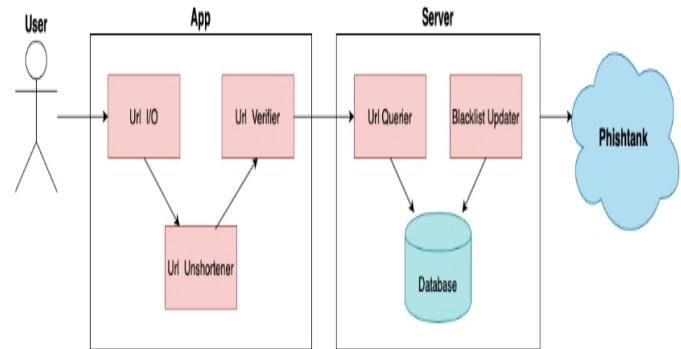 User
App
Server
Url I/O
Url Verifier
Url Querier
Blacklist Updater
Phishtank
Url Unshortener
Database